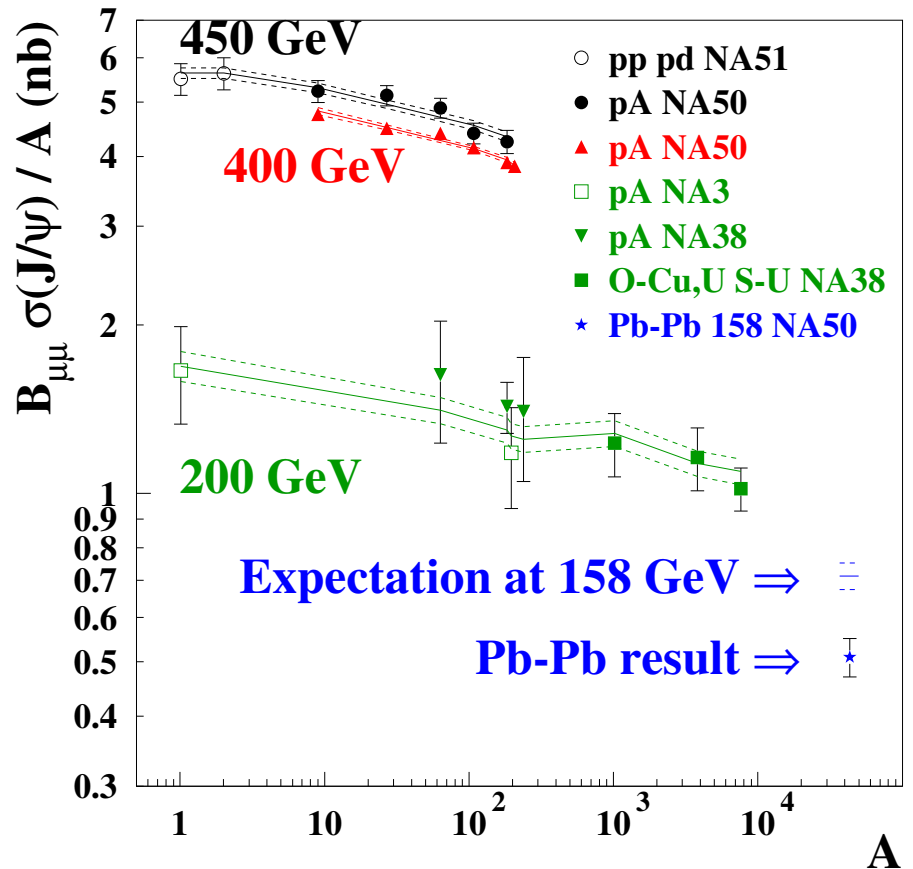 B_μμ σ(J/ψ) / A (nb)
7
6
5
4
3
2
1
0.9
0.8
0.7
0.6
0.5
0.4
0.3
450 GeV
400 GeV
200 GeV
pp pd NA51
pA NA50
pA NA50
pA NA3
pA NA38
O-Cu,U S-U NA38
Pb-Pb 158 NA50
Expectation at 158 GeV ⇒
Pb-Pb result ⇒
1 10 10² 10³ 10⁴
A